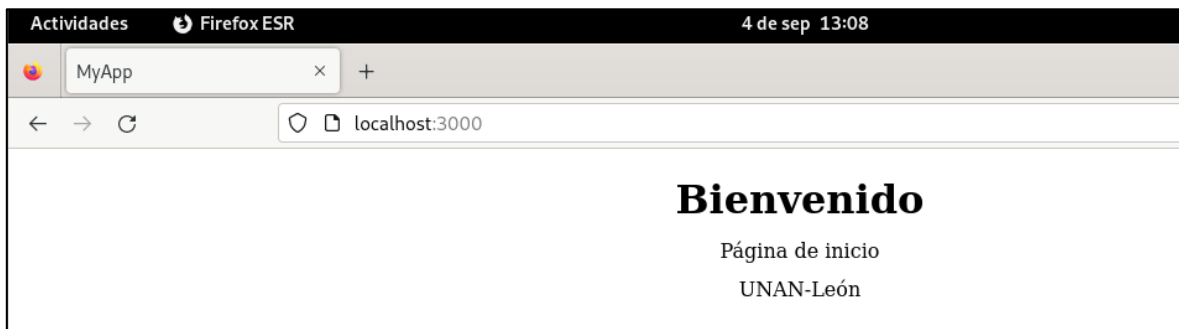 Actividades Firefox ESR 4 de sep 13:08
MyApp
localhost:3000
Bienvenido
Página de inicio
UNAN-León